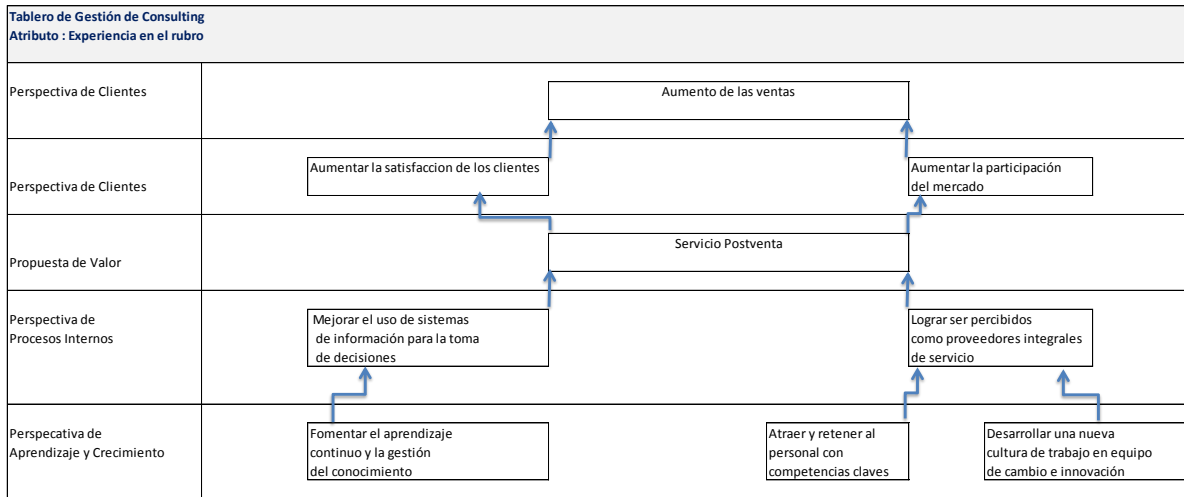 Tablero de Gestión de Consulting
Atributo : Experiencia en el rubro
Perspectiva de Clientes
Aumento de las ventas
Perspectiva de Clientes
Aumentar la satisfaccion de los clientes
Aumentar la participación
del mercado
Propuesta de Valor
Servicio Postventa
Perspectiva de
Procesos Internos
Mejorar el uso de sistemas
de información para la toma
de decisiones
Lograr ser percibidos
como proveedores integrales
de servicio
Perspecativa de
Aprendizaje y Crecimiento
Fomentar el aprendizaje
continuo y la gestión
del conocimiento
Atraer y retener al
personal con
competencias claves
Desarrollar una nueva
cultura de trabajo en equipo
de cambio e innovación